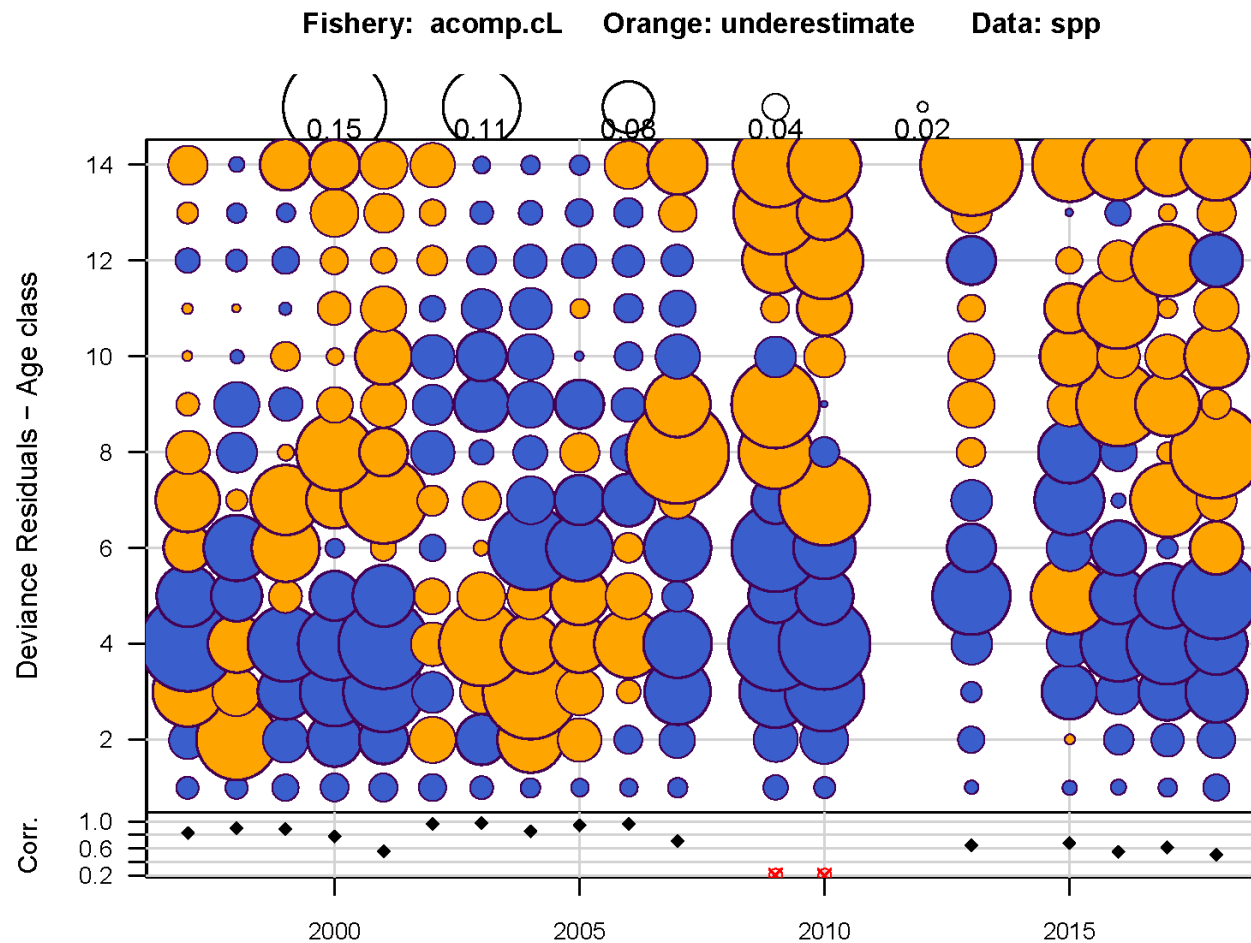 Fishery: acomp.cL Orange: underestimate Data: spp
0.15 0.11 0.08 0.04 0.02
Deviance Residuals − Age class
14
12
10
8
6
4
2
Corr.
1.0
0.6
0.2
2000 2005 2010 2015